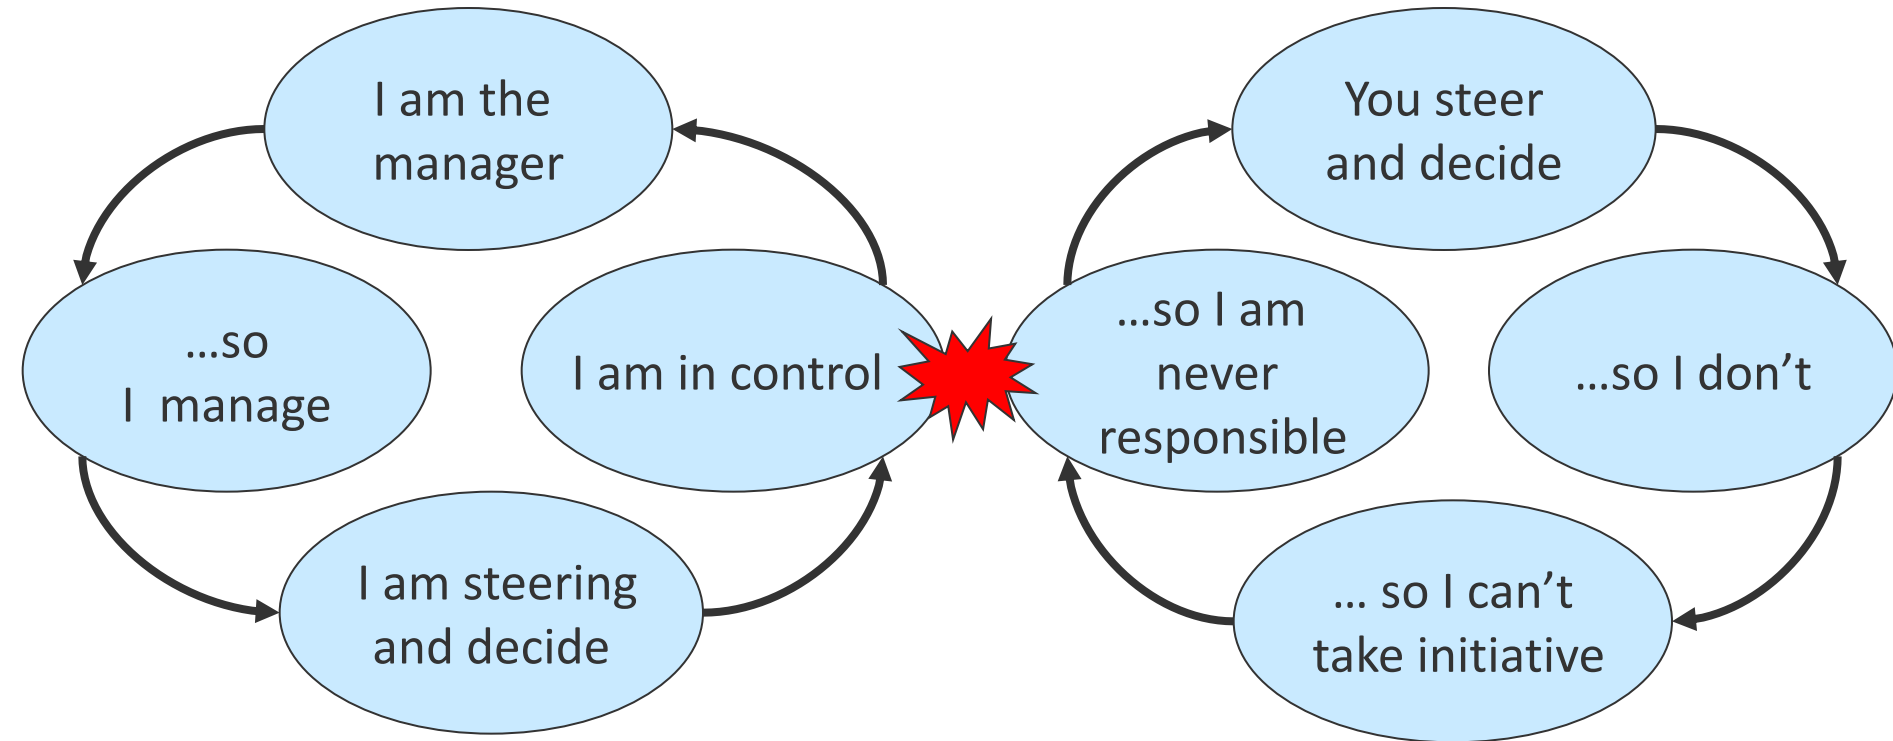 I am the
manager
...so
I  manage
I am steering
and decide
I am in control
You steer
and decide
...so I don’t
... so I can’t
take initiative
...so I am
never
responsible